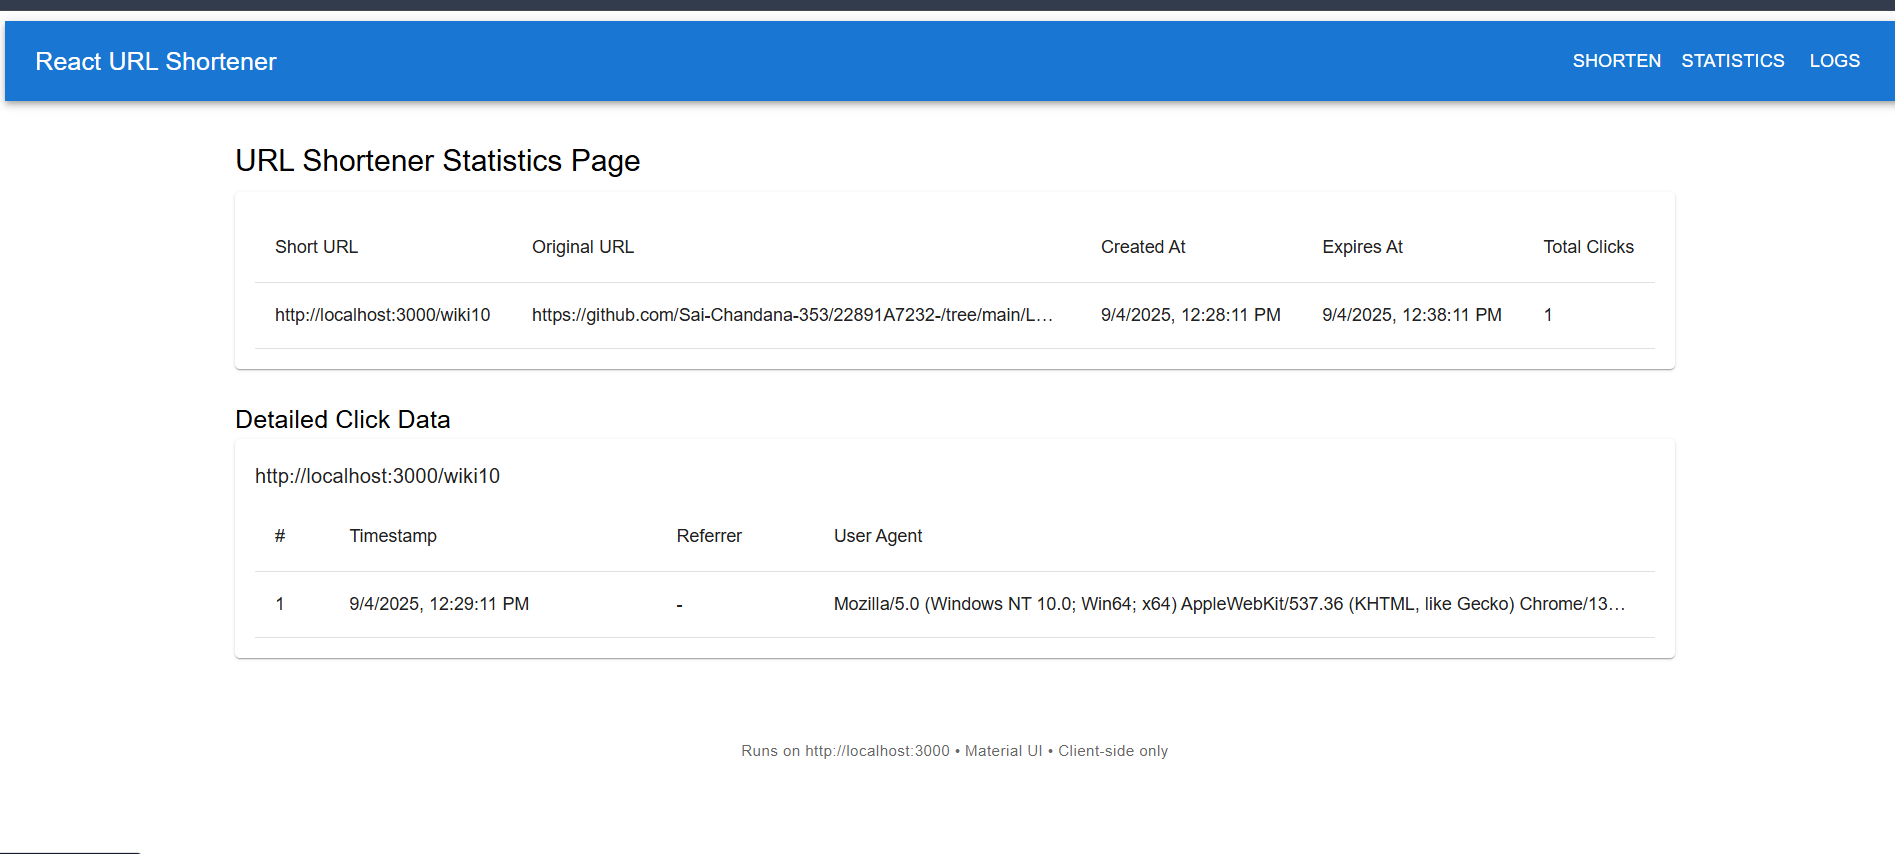 React URL Shortener SHORTEN STATISTICS LOGS
URL Shortener Statistics Page
Short URL Original URL Created At Expires At Total Clicks
http://localhost:3000/wiki10 https://github.com/Sai-Chandana-353/22891A7232-/tree/main/L… 9/4/2025, 12:28:11 PM 9/4/2025, 12:38:11 PM 1
Detailed Click Data
http://localhost:3000/wiki10
# Timestamp Referrer User Agent
1 9/4/2025, 12:29:11 PM - Mozilla/5.0 (Windows NT 10.0; Win64; x64) AppleWebKit/537.36 (KHTML, like Gecko) Chrome/13…
Runs on http://localhost:3000 • Material UI • Client-side only